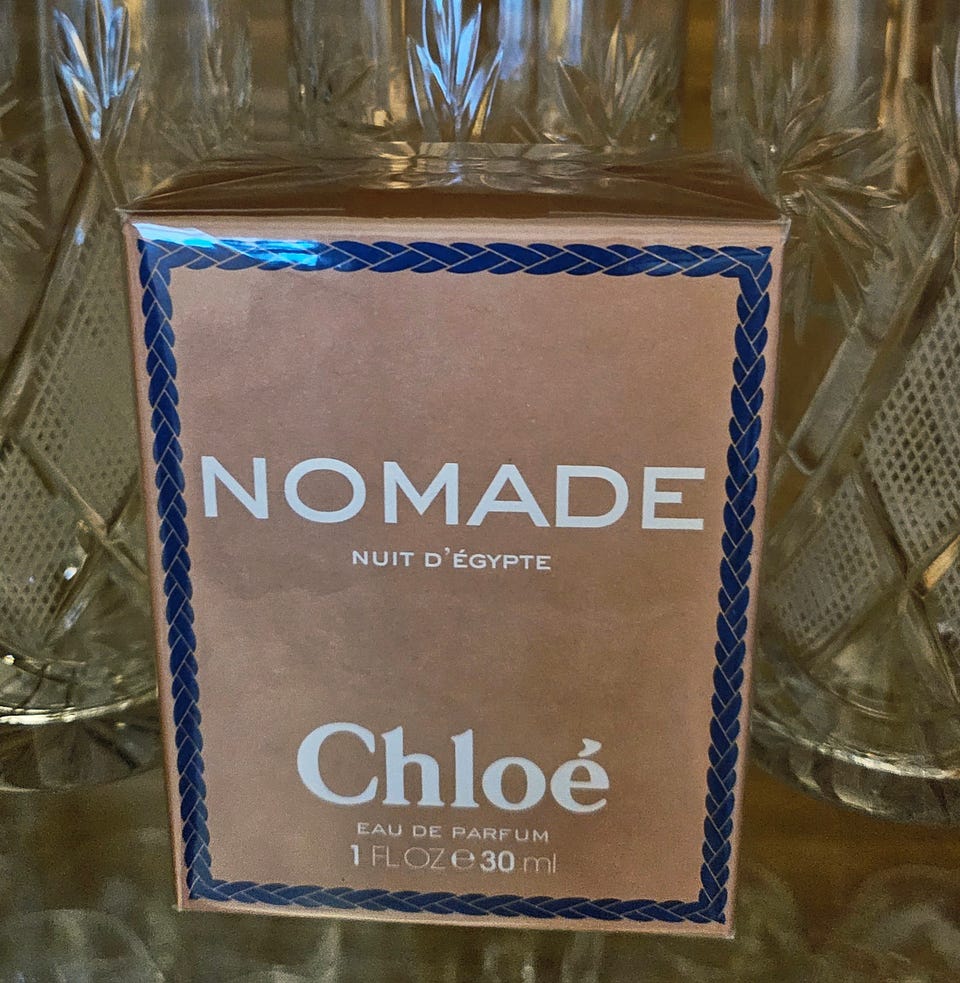 NOMADE
NUIT D'ÉGYPTE
Chloé
EAU DE PARFUM
1 FL OZ ℮ 30 ml